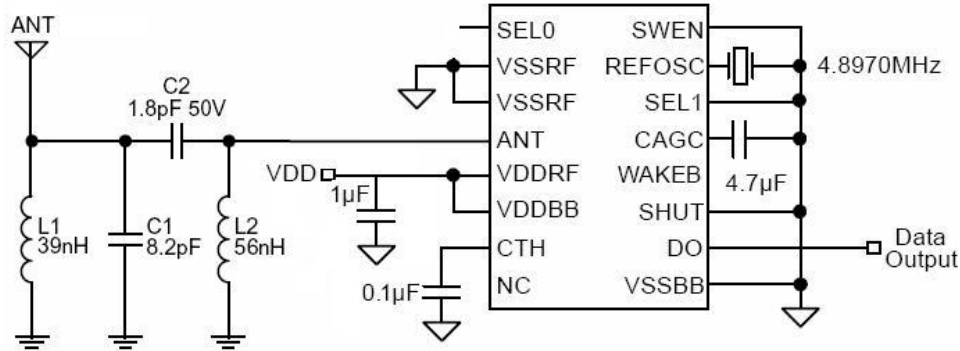 ANT
C2
1.8pF 50V
L1
39nH
C1
8.2pF
L2
56nH
VDD
1µF
0.1µF
SEL0
VSSRF
VSSRF
ANT
VDDRF
VDDBB
CTH
NC
SWEN
REFOSC
SEL1
CAGC
WAKEB
SHUT
DO
VSSBB
4.8970MHz
4.7µF
Data
Output